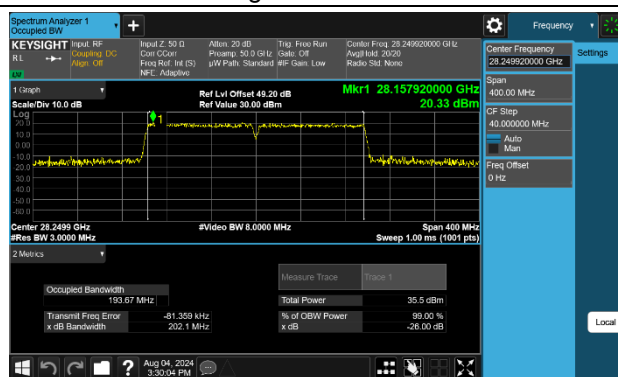 Spectrum Analyzer 1
Occupied BW
Frequency
KEYSIGHT
Input: RF
Coupling: DC
Align: Off
Input Z: 50 Ω
Corr CCorr
Freq Ref: Int (S)
NFE: Adaptive
Atten: 20 dB
Preamp: 50.0 GHz
µW Path: Standard
Trig: Free Run
Gate: Off
#IF Gain: Low
Center Freq: 28.249920000 GHz
Avg|Hold: 20/20
Radio Std: None
R L
LV
1 Graph
Scale/Div 10.0 dB
Ref Lvl Offset 49.20 dB
Ref Value 30.00 dBm
Mkr1 28.157920000 GHz
20.33 dBm
Log
20.0
10.0
0.00
-10.0
-20.0
-30.0
-40.0
-50.0
-60.0
1
Center 28.2499 GHz
#Res BW 3.0000 MHz
#Video BW 8.0000 MHz
Span 400 MHz
Sweep 1.00 ms (1001 pts)
2 Metrics
Measure Trace
Trace 1
Occupied Bandwidth
193.67 MHz
Total Power
35.5 dBm
Transmit Freq Error
-81.359 kHz
% of OBW Power
99.00 %
x dB Bandwidth
202.1 MHz
x dB
-26.00 dB
Center Frequency
28.249920000 GHz
Settings
Span
400.00 MHz
CF Step
40.000000 MHz
Auto
Man
Freq Offset
0 Hz
Local
?
Aug 04, 2024
3:30:04 PM